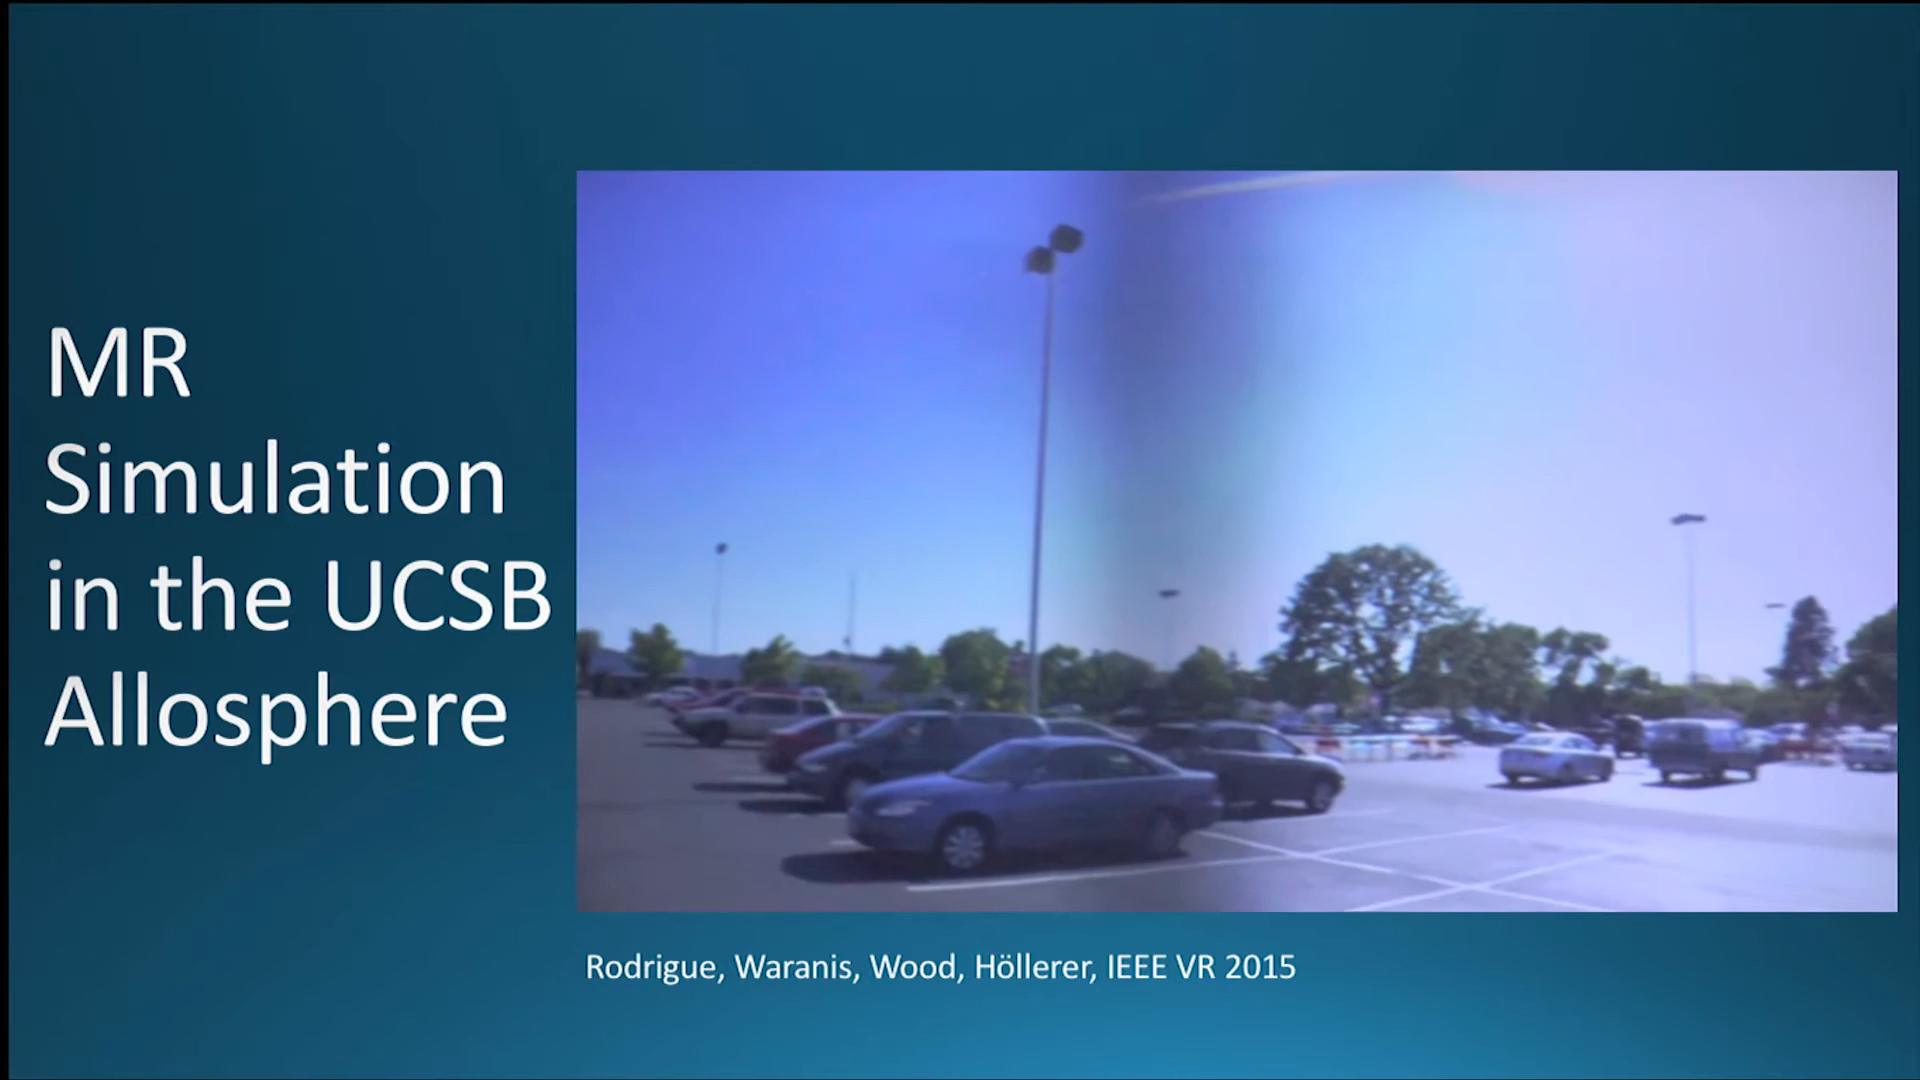 MR
Simulation
in the UCSB
Allosphere
Rodrigue, Waranis, Wood, Höllerer, IEEE VR 2015